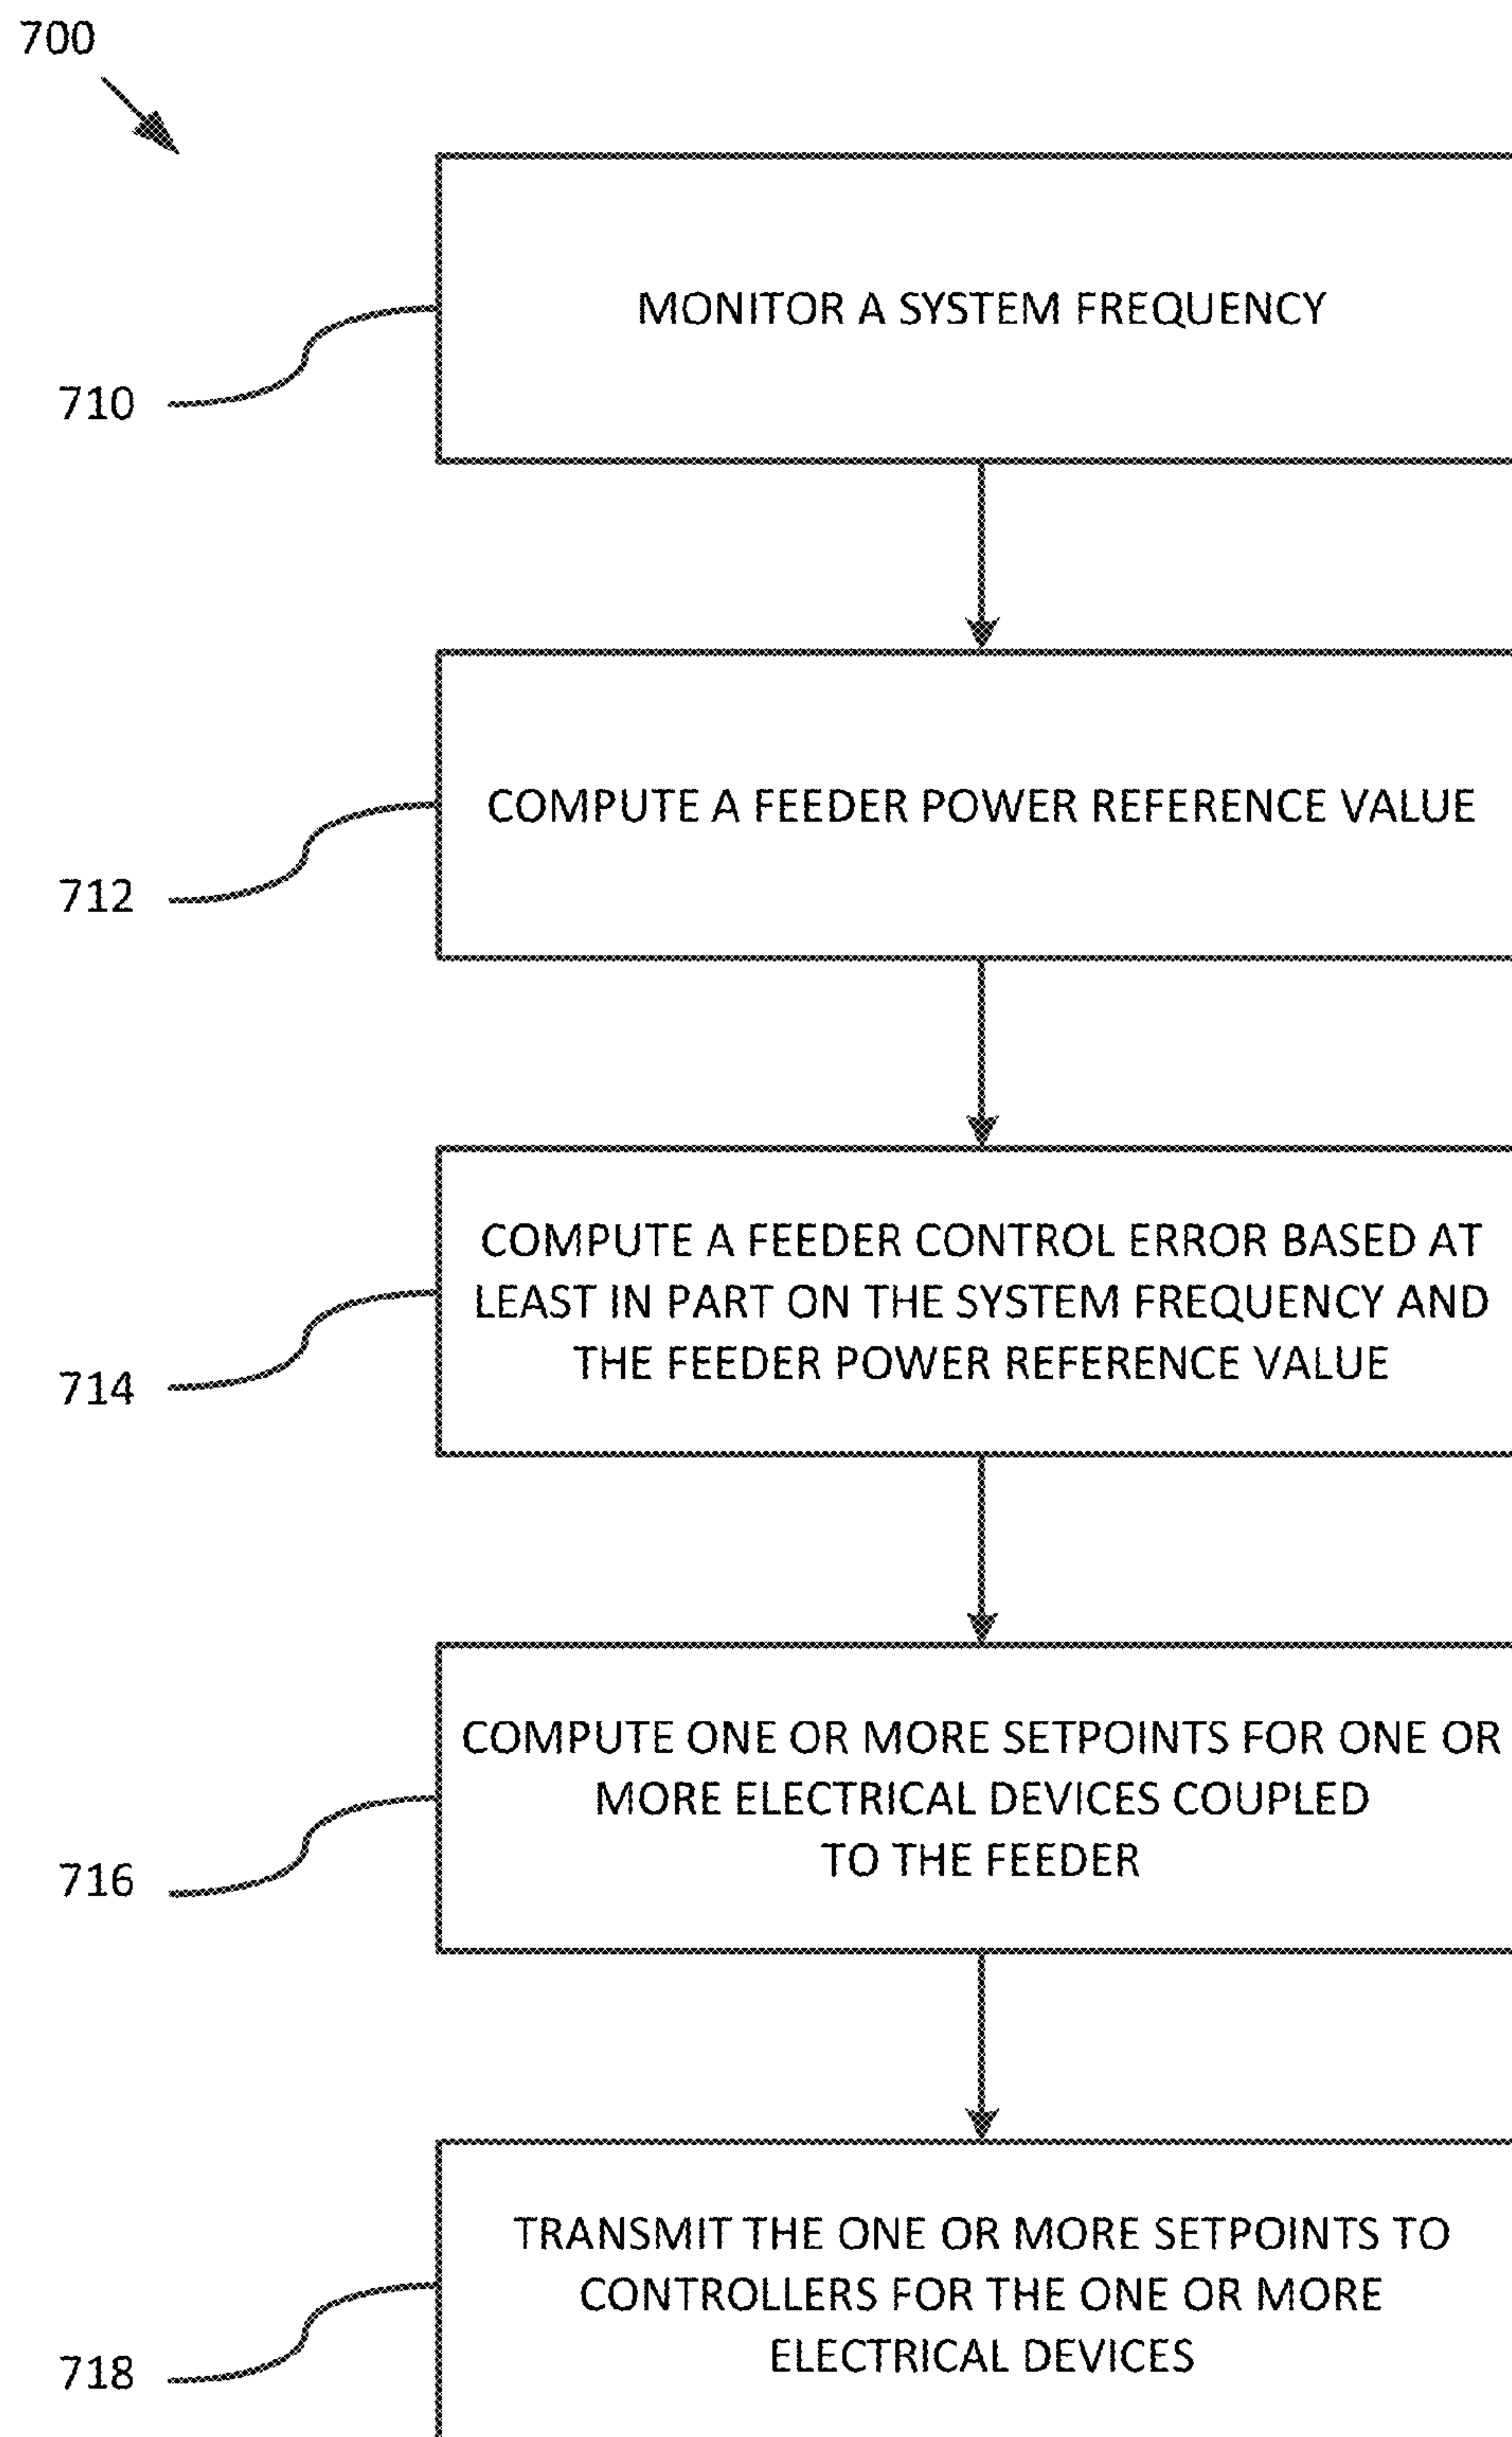 700
MONITOR A SYSTEM FREQUENCY
710
COMPUTE A FEEDER POWER REFERENCE VALUE
712
COMPUTE A FEEDER CONTROL ERROR BASED AT
LEAST IN PART ON THE SYSTEM FREQUENCY AND
THE FEEDER POWER REFERENCE VALUE
714
COMPUTE ONE OR MORE SETPOINTS FOR ONE OR
MORE ELECTRICAL DEVICES COUPLED
TO THE FEEDER
716
TRANSMIT THE ONE OR MORE SETPOINTS TO
CONTROLLERS FOR THE ONE OR MORE
ELECTRICAL DEVICES
718